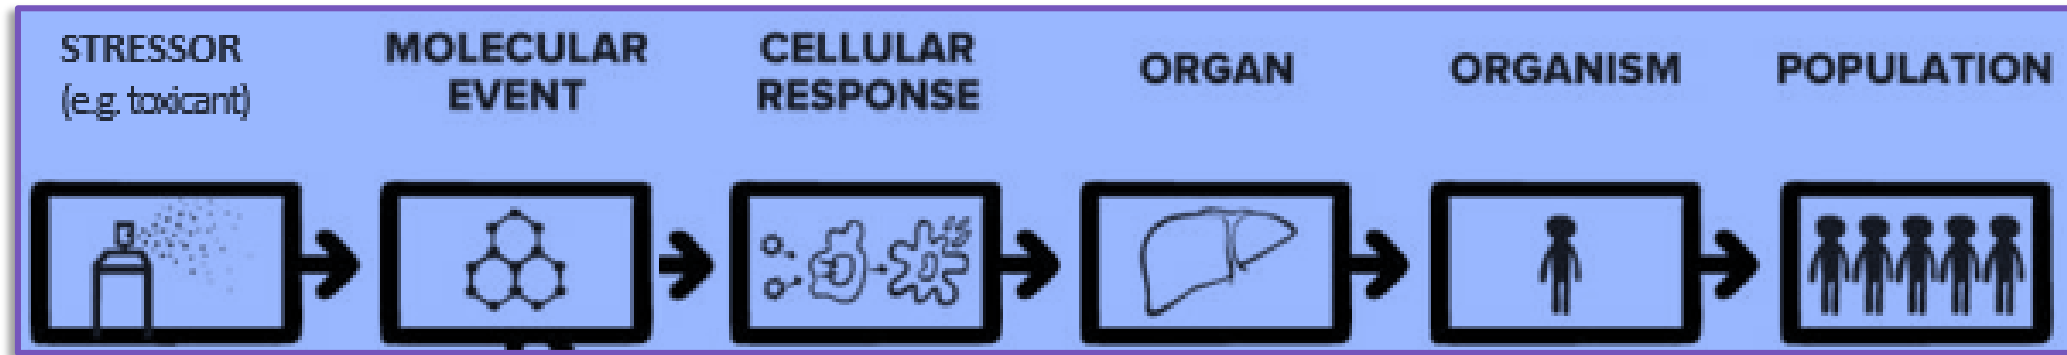 STRESSOR
(e.g. toxicant)
MOLECULAR
EVENT
CELLULAR
RESPONSE
ORGAN
ORGANISM
POPULATION